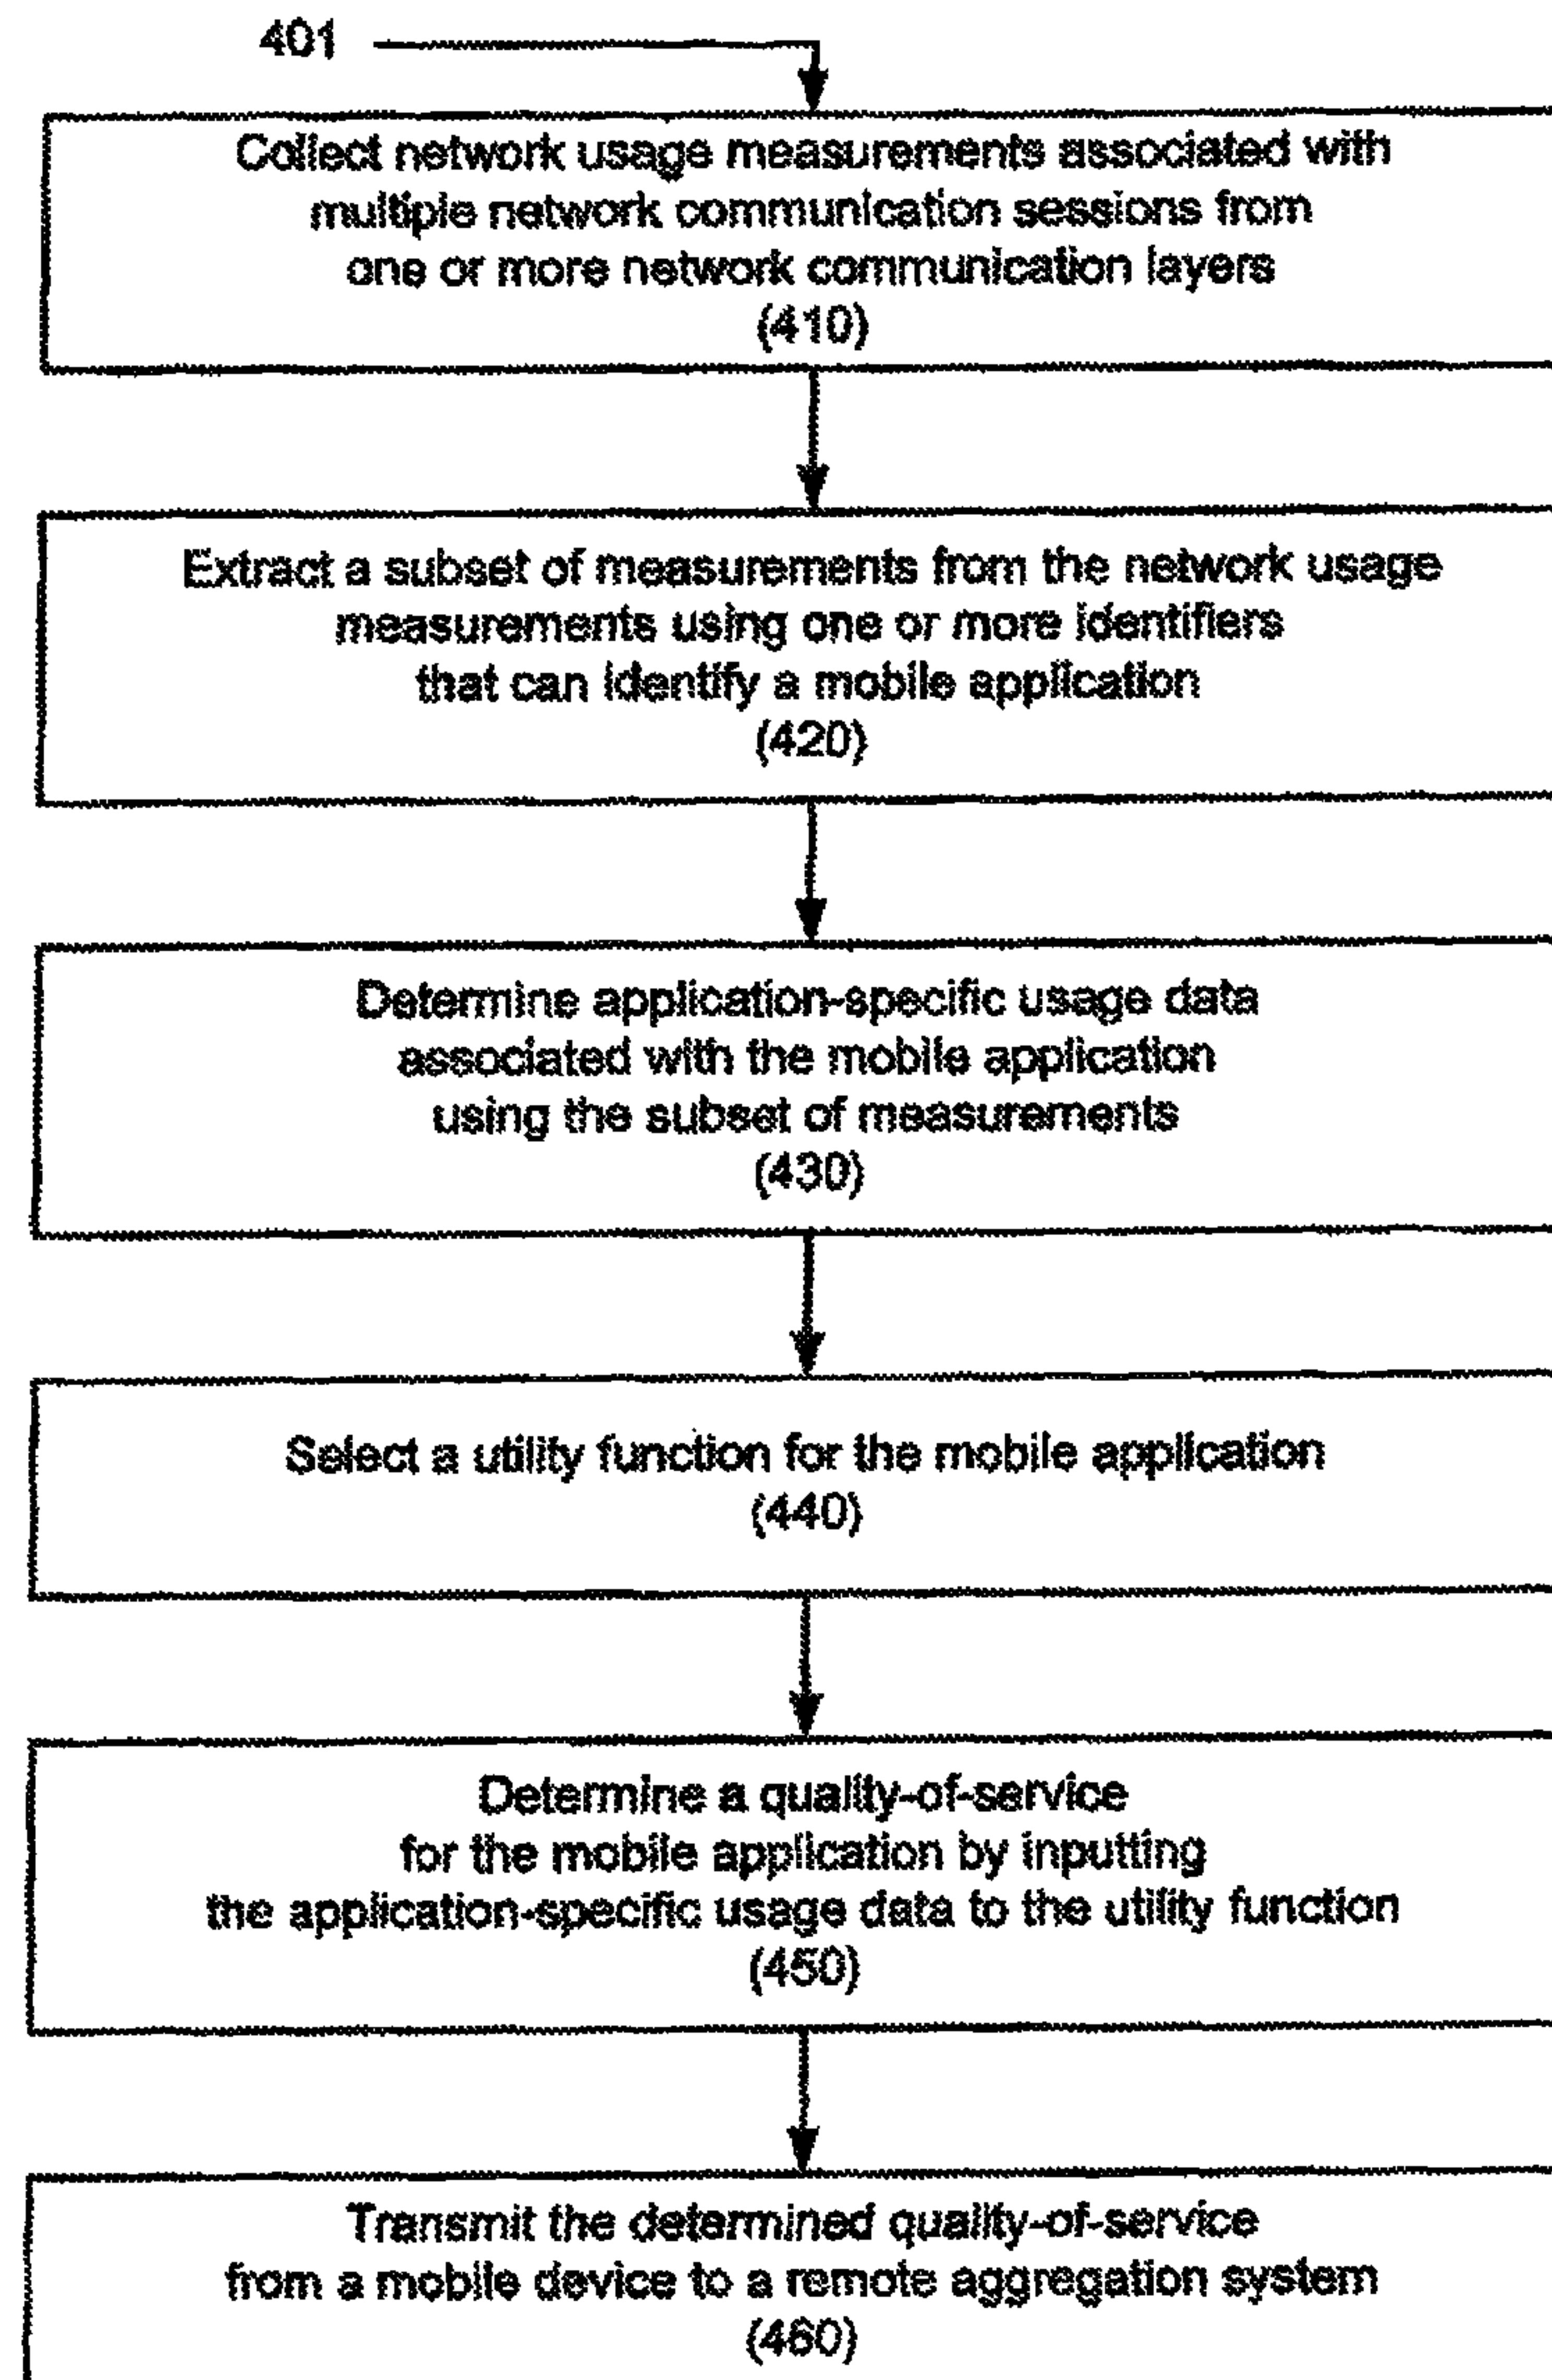 401
Collect network usage measurements associated with
multiple network communication sessions from
one or more network communication layers
(410)
Extract a subset of measurements from the network usage
measurements using one or more identifiers
that can identify a mobile application
(420)
Determine application-specific usage data
associated with the mobile application
using the subset of measurements
(430)
Select a utility function for the mobile application
(440)
Determine a quality-of-service
for the mobile application by inputting
the application-specific usage data to the utility function
(450)
Transmit the determined quality-of-service
from a mobile device to a remote aggregation system
(460)